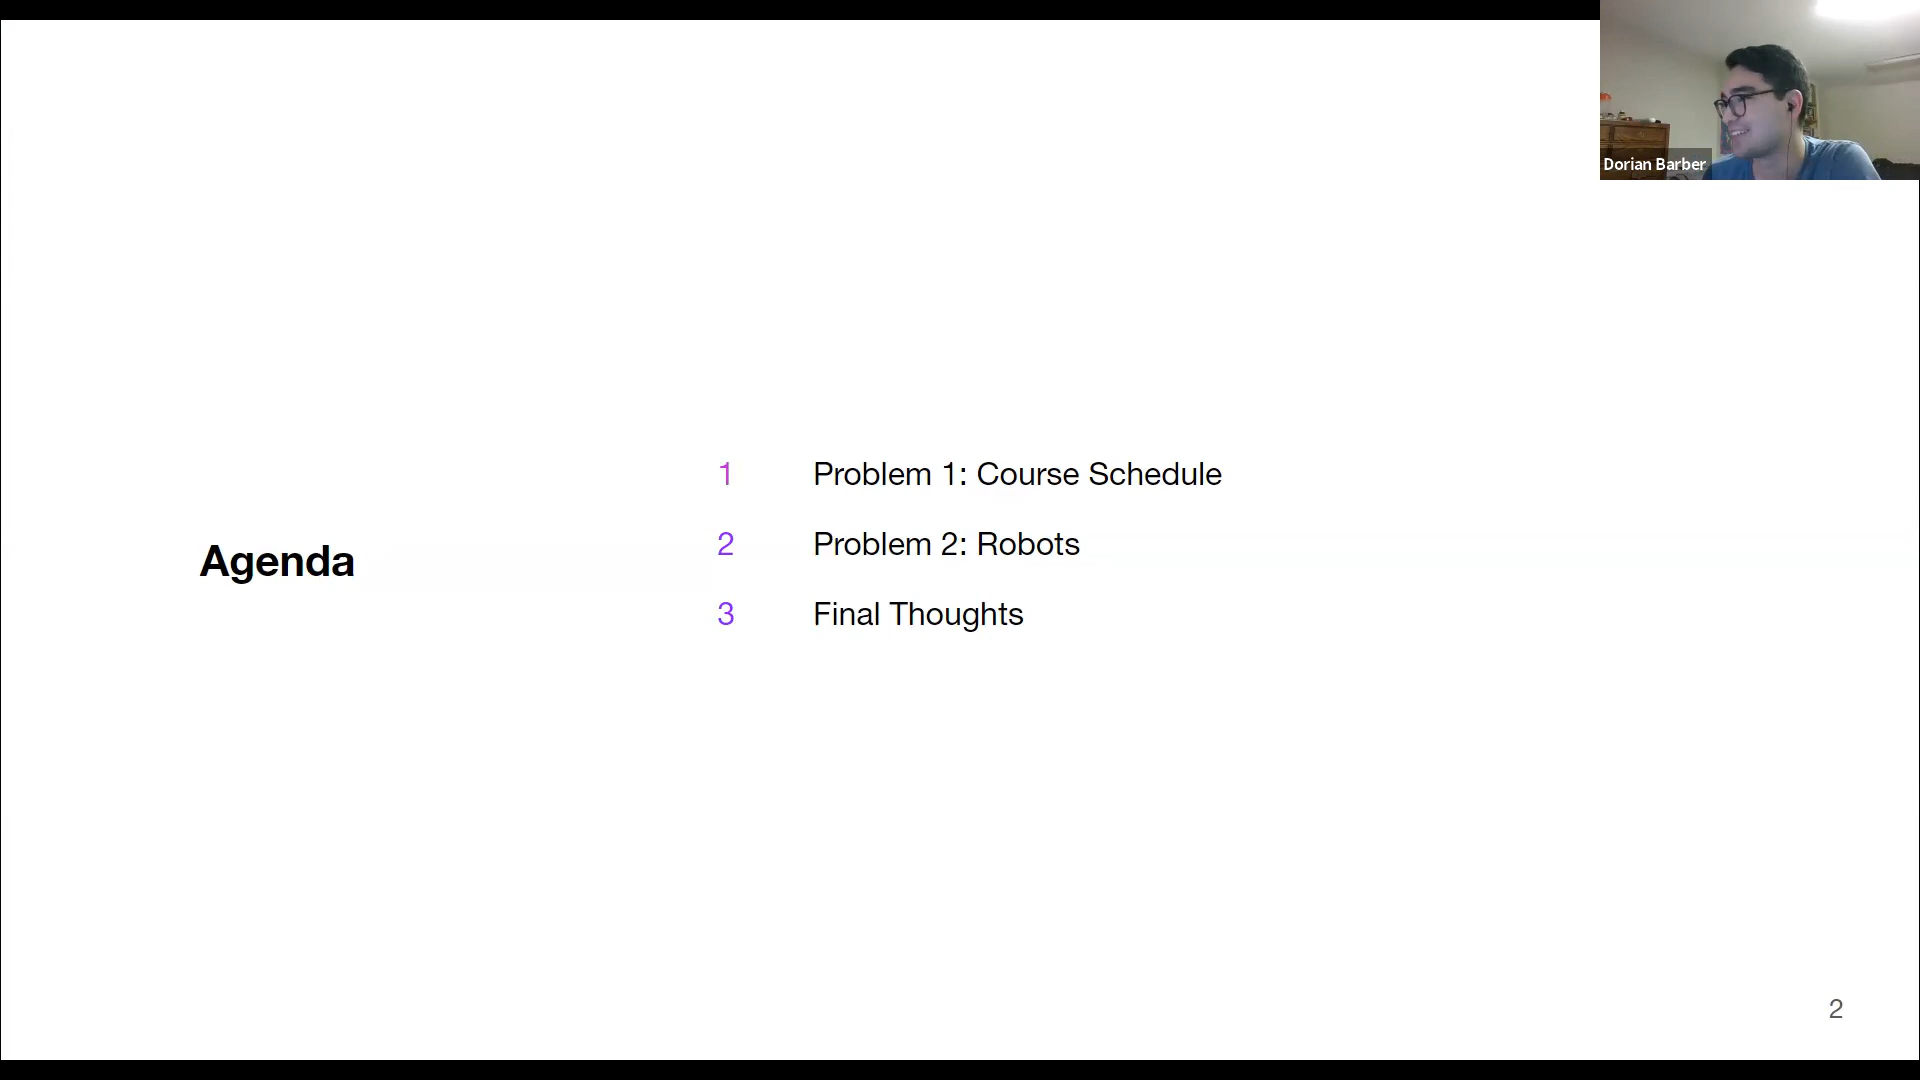 Dorian Barber
Agenda
1 Problem 1: Course Schedule
2 Problem 2: Robots
3 Final Thoughts
2